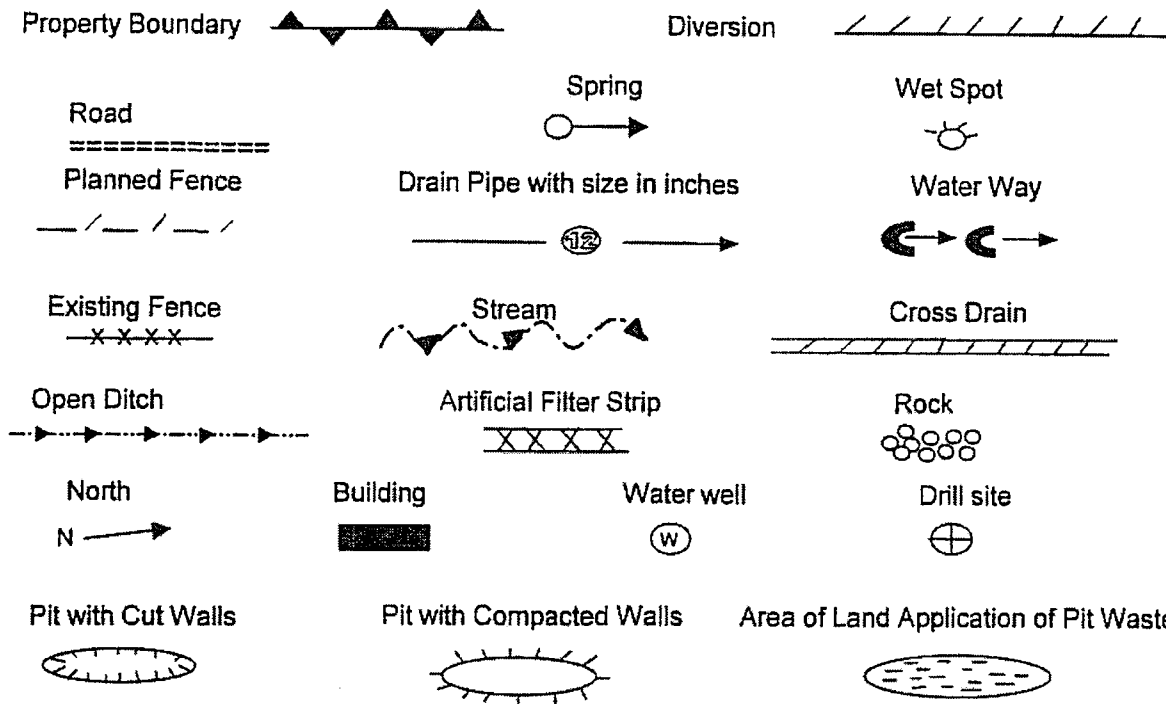 Property Boundary
Diversion
Road
Spring
Wet Spot
Planned Fence
Drain Pipe with size in inches
Water Way
12
Existing Fence
Stream
Cross Drain
Open Ditch
Artificial Filter Strip
Rock
North
Building
Water well
Drill site
N
W
Pit with Cut Walls
Pit with Compacted Walls
Area of Land Application of Pit Waste